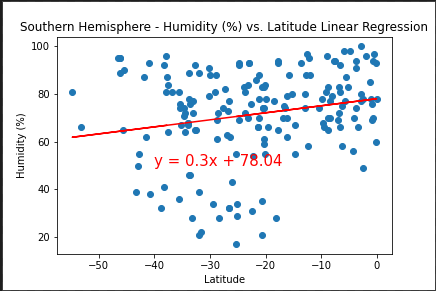 Southern Hemisphere - Humidity (%) vs. Latitude Linear Regression
100
80
60
40
20
Humidity (%)
y = 0.3x + 78.04
−50
−40
−30
−20
−10
0
Latitude